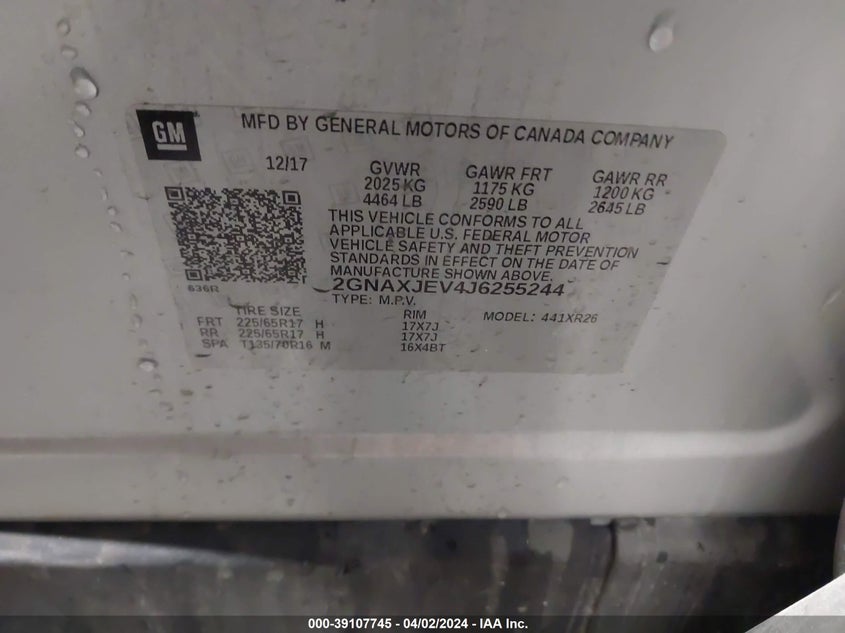 GM
MFD BY GENERAL MOTORS OF CANADA COMPANY
12/17 GVWR GAWR FRT GAWR RR
2025 KG 1175 KG 1200 KG
4464 LB 2590 LB 2645 LB
THIS VEHICLE CONFORMS TO ALL
APPLICABLE U.S. FEDERAL MOTOR
VEHICLE SAFETY AND THEFT PREVENTION
STANDARDS IN EFFECT ON THE DATE OF
MANUFACTURE SHOWN ABOVE.
636R 2GNAXJEV4J6255244
TYPE: M.P.V. MODEL: 441XR26
TIRE SIZE RIM
FRT 225/65R17 H 17X7J
RR 225/65R17 H 17X7J
SPA T135/70R16 M 16X4BT
000-39107745 - 04/02/2024 - IAA Inc.